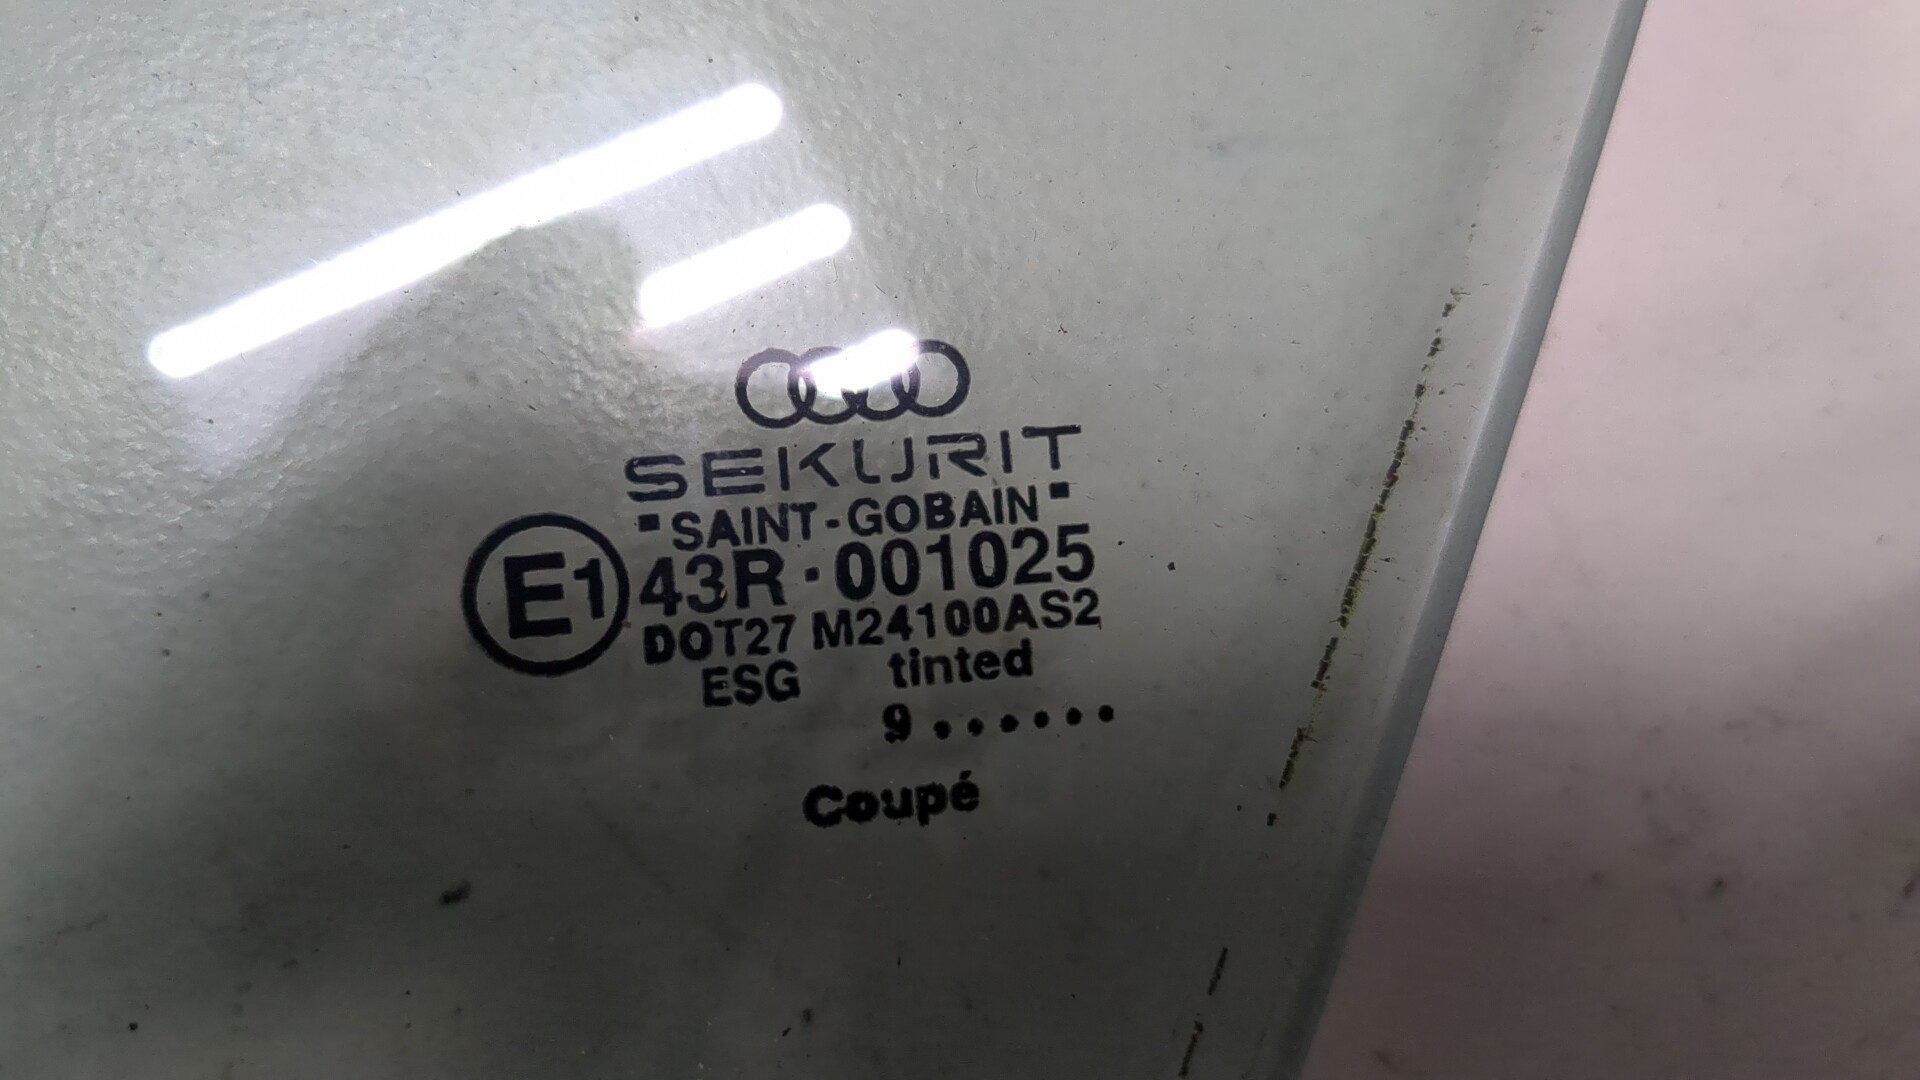 SEKURIT
"SAINT-GOBAIN"
E1 43R·001025
DOT27 M24100AS2
ESG tinted
9......
Coupé